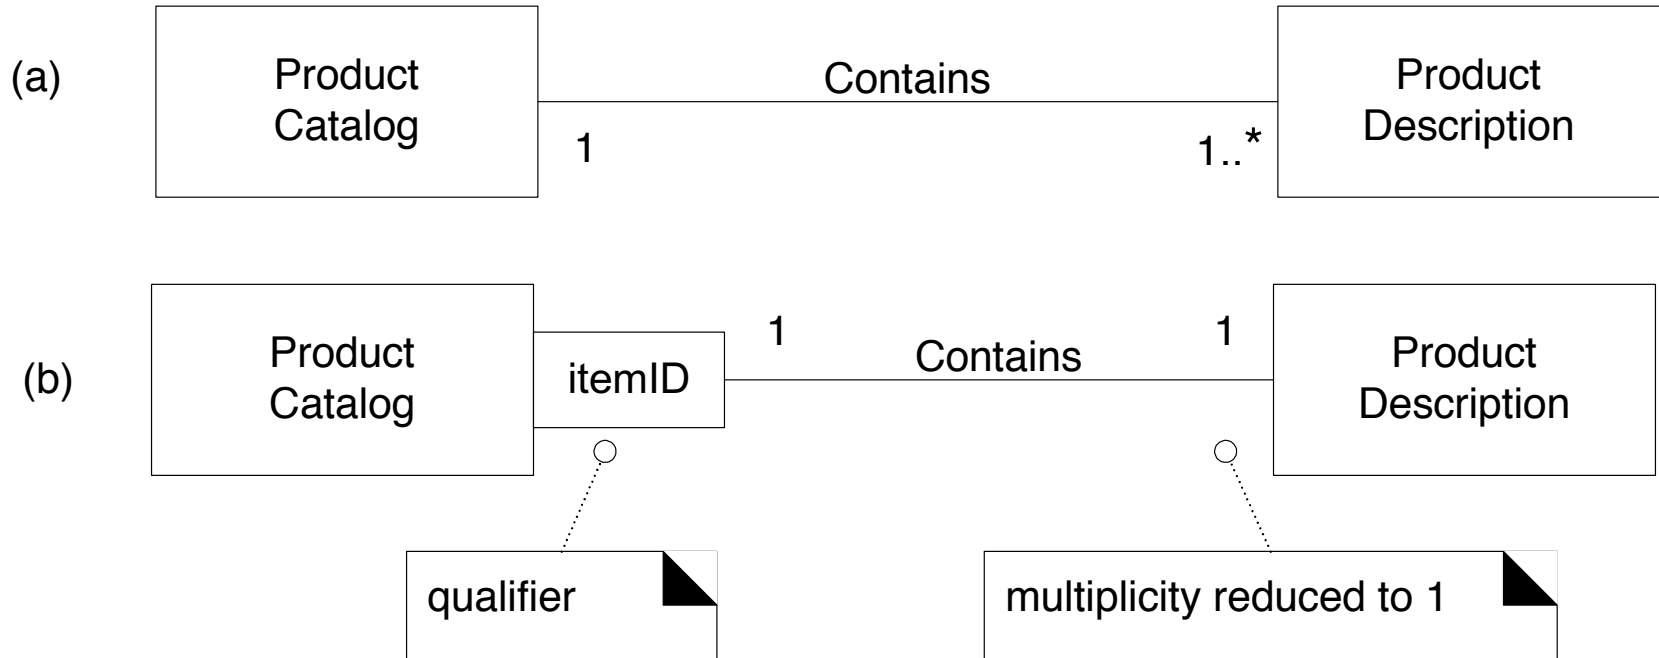 (a)
Product
Catalog
Contains
1
1..*
Product
Description
(b)
Product
Catalog
itemID
1
Contains
1
Product
Description
qualifier
multiplicity reduced to 1